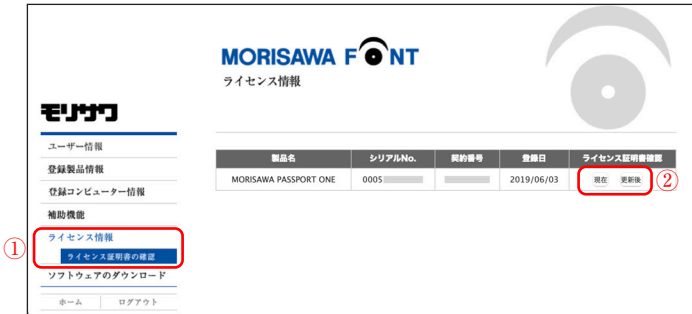 MORISAWA FONT
ライセンス情報
モリサワ
ユーザー情報
登録製品情報
登録コンピューター情報
補助機能
① ライセンス情報
ライセンス証明書の確認
ソフトウェアのダウンロード
ホーム ログアウト
製品名 シリアルNo. 契約番号 登録日 ライセンス証明書確認
MORISAWA PASSPORT ONE 0005 2019/06/03 現在 更新後 ②